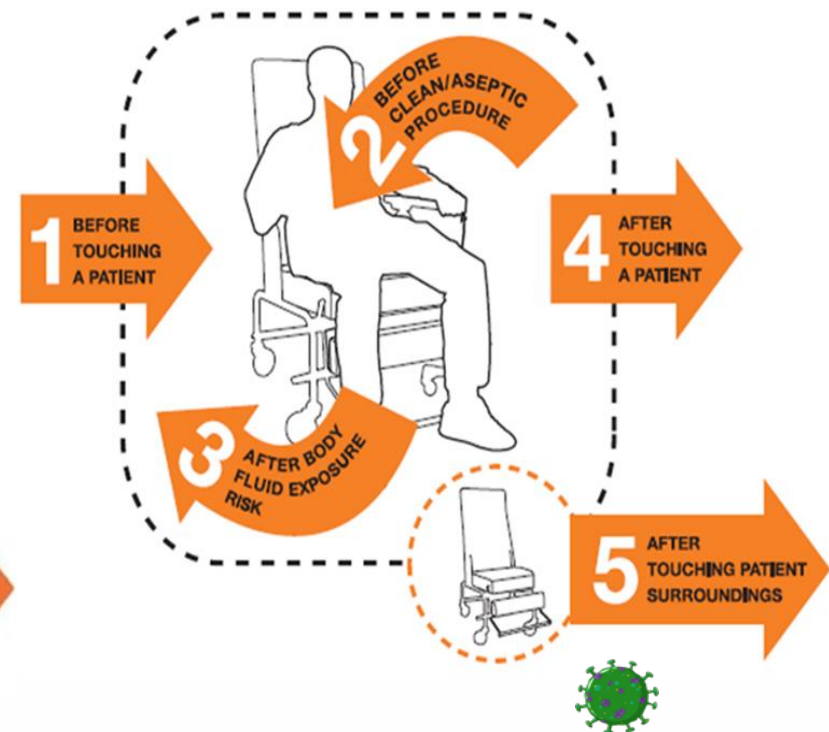 1 BEFORE
TOUCHING
A PATIENT
2 BEFORE
CLEAN/ASEPTIC
PROCEDURE
3 AFTER BODY
FLUID EXPOSURE
RISK
4 AFTER
TOUCHING
A PATIENT
5 AFTER
TOUCHING PATIENT
SURROUNDINGS